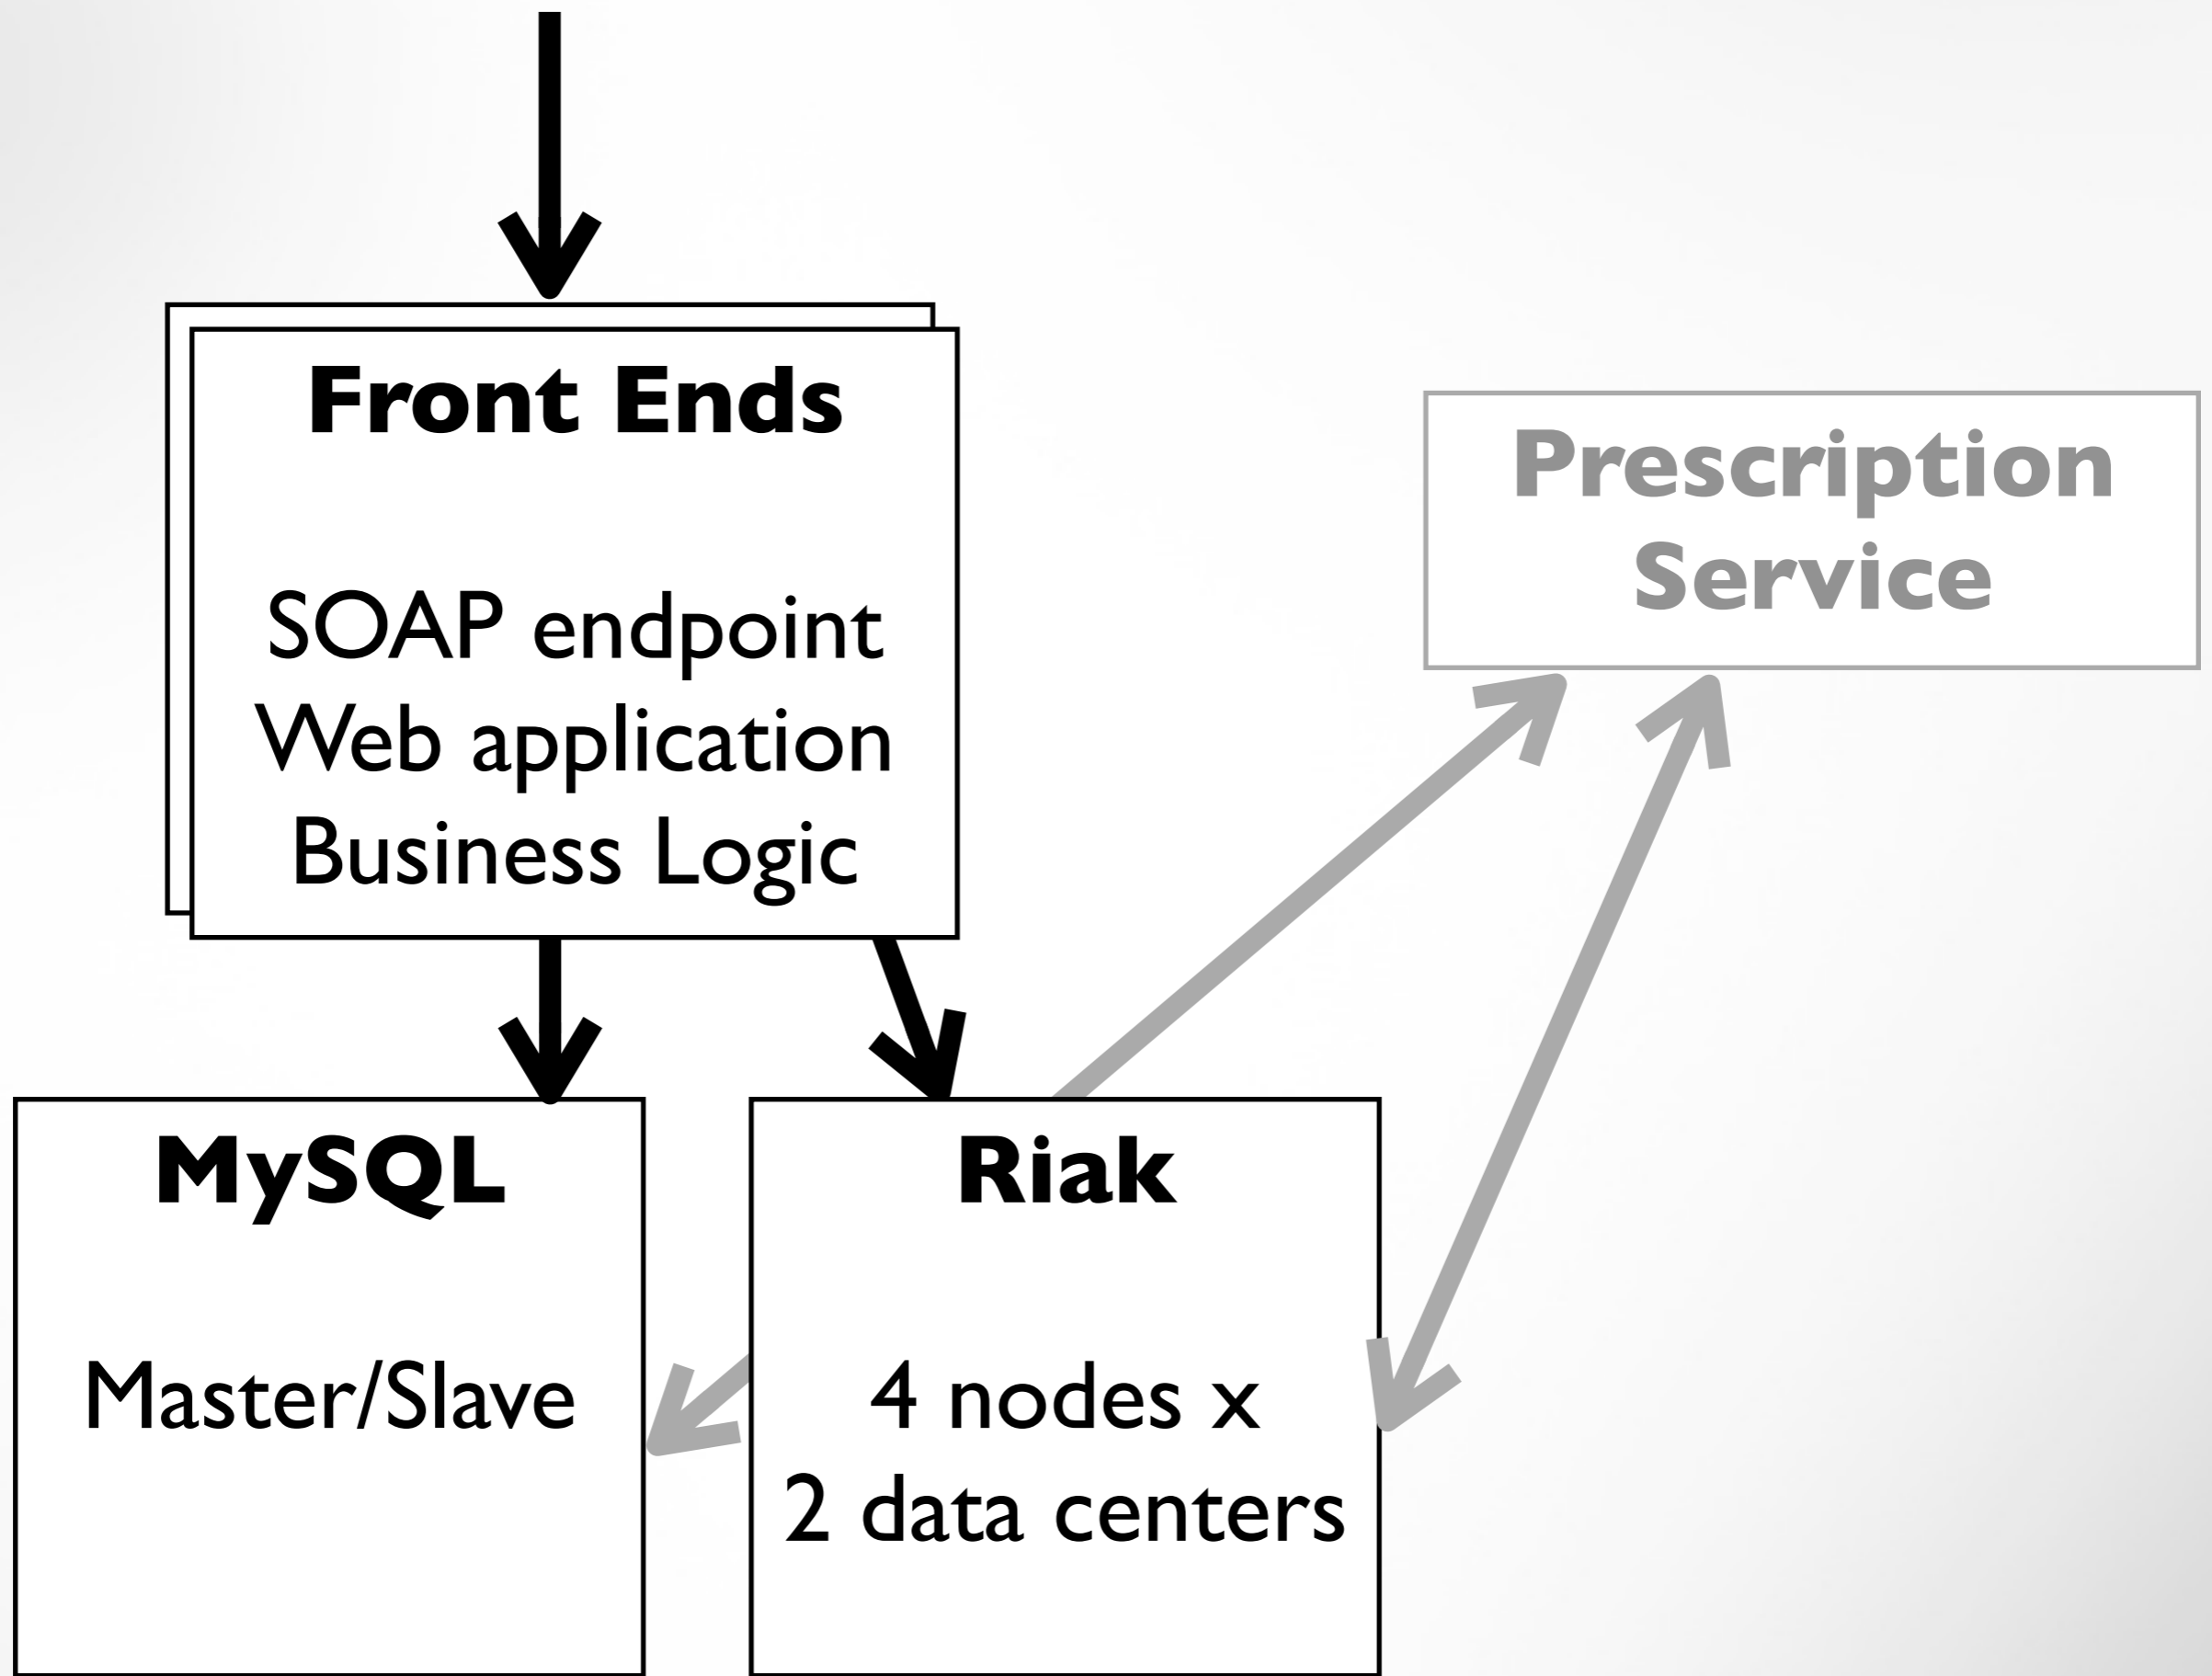 Front Ends
SOAP endpoint
Web application
Business Logic
Prescription
Service
MySQL
Master/Slave
Riak
4 nodes x
2 data centers